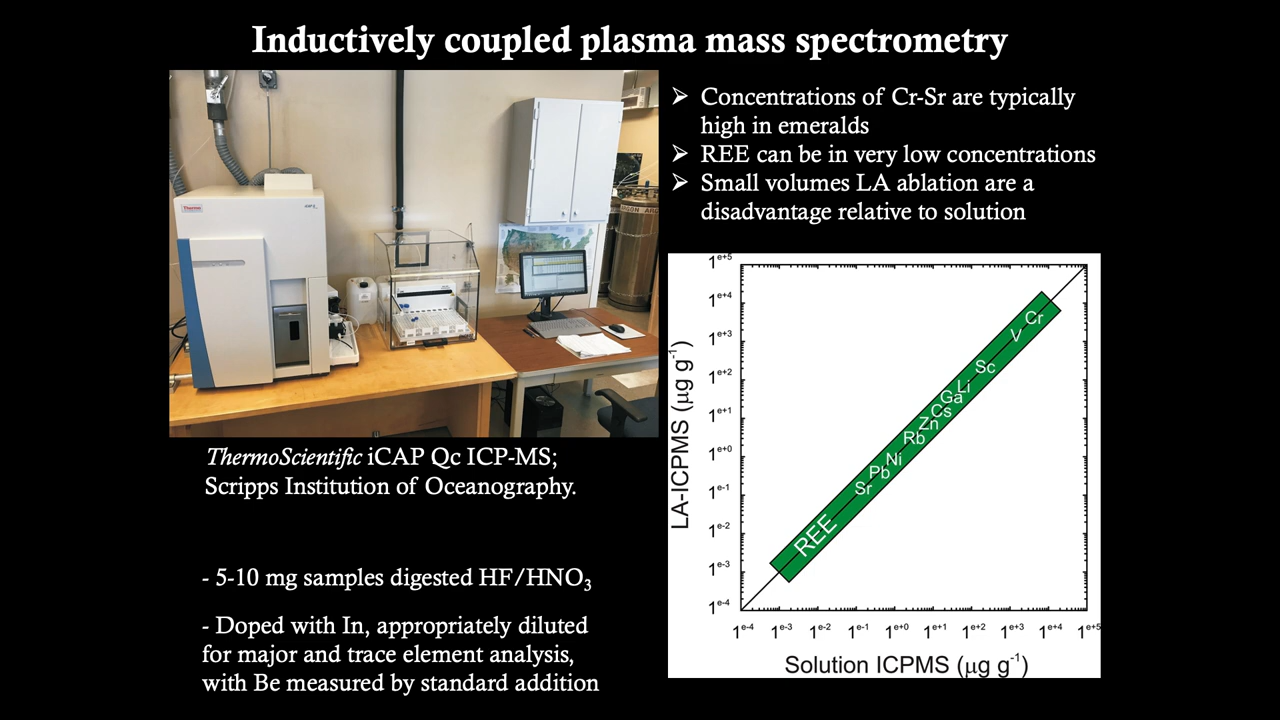 Inductively coupled plasma mass spectrometry
➢ Concentrations of Cr-Sr are typically
high in emeralds
➢ REE can be in very low concentrations
➢ Small volumes LA ablation are a
disadvantage relative to solution
Thermo
ThermoScientific iCAP Qc ICP-MS;
Scripps Institution of Oceanography.
- 5-10 mg samples digested HF/HNO₃
- Doped with In, appropriately diluted
for major and trace element analysis,
with Be measured by standard addition
LA-ICPMS (µg g⁻¹)
1ᵉ⁺⁵
1ᵉ⁺⁴
1ᵉ⁺³
1ᵉ⁺²
1ᵉ⁺¹
1ᵉ⁺⁰
1ᵉ⁻¹
1ᵉ⁻²
1ᵉ⁻³
1ᵉ⁻⁴
Cr
V
Sc
Li
Ga
Cs
Zn
Rb
Ni
Pb
Sr
REE
1ᵉ⁻⁴ 1ᵉ⁻³ 1ᵉ⁻² 1ᵉ⁻¹ 1ᵉ⁺⁰ 1ᵉ⁺¹ 1ᵉ⁺² 1ᵉ⁺³ 1ᵉ⁺⁴ 1ᵉ⁺⁵
Solution ICPMS (µg g⁻¹)